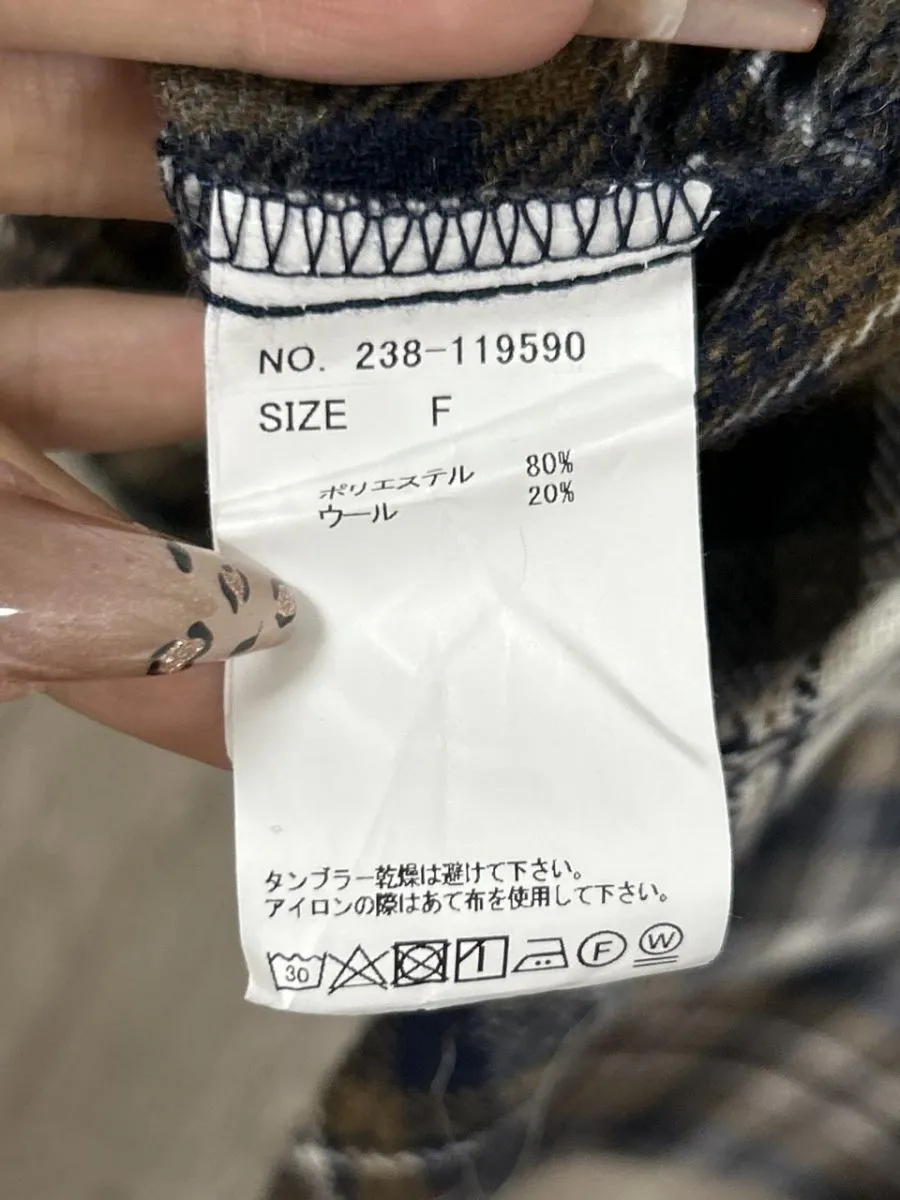 NO. 238-119590
SIZE F
ポリエステル 80%
ウール 20%
タンブラー乾燥は避けて下さい。
アイロンの際はあて布を使用して下さい。
30 F W